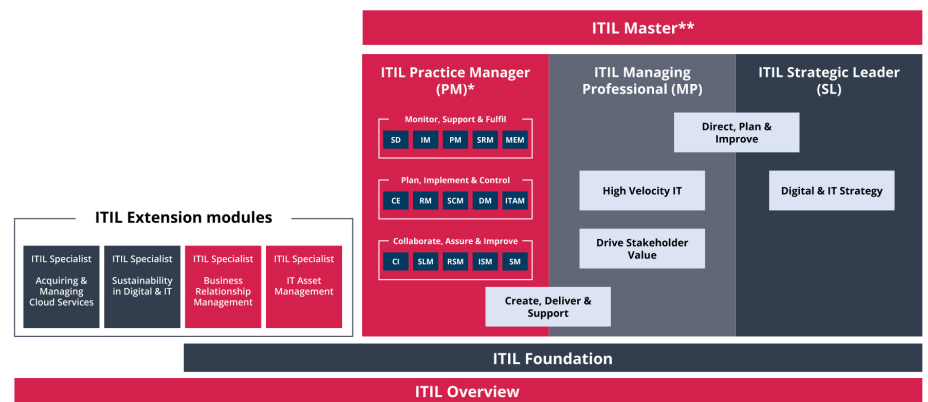 ITIL Master**
ITIL Practice Manager
(PM)*
Monitor, Support & Fulfil
SD
IM
PM
SRM
MEM
Plan, Implement & Control
CE
RM
SCM
DM
ITAM
Collaborate, Assure & Improve
CI
SLM
RSM
ISM
SM
ITIL Managing
Professional (MP)
ITIL Strategic Leader
(SL)
Direct, Plan &
Improve
High Velocity IT
Digital & IT Strategy
Drive Stakeholder
Value
Create, Deliver &
Support
ITIL Extension modules
ITIL Specialist
Acquiring &
Managing
Cloud Services
ITIL Specialist
Sustainability
in Digital & IT
ITIL Specialist
Business
Relationship
Management
ITIL Specialist
IT Asset
Management
ITIL Foundation
ITIL Overview